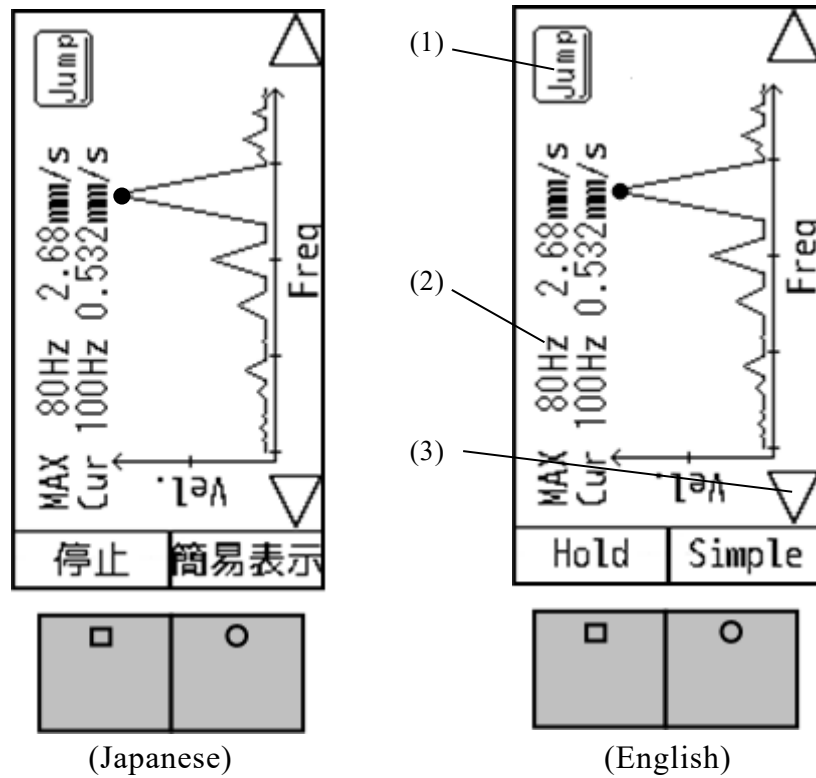 Jump
MAX 80Hz 2.68mm/s
Cur 100Hz 0.532mm/s
Vel.
Freq
停止 簡易表示
(Japanese)
(1)
(2)
(3)
Jump
MAX 80Hz 2.68mm/s
Cur 100Hz 0.532mm/s
Vel.
Freq
Hold Simple
(English)